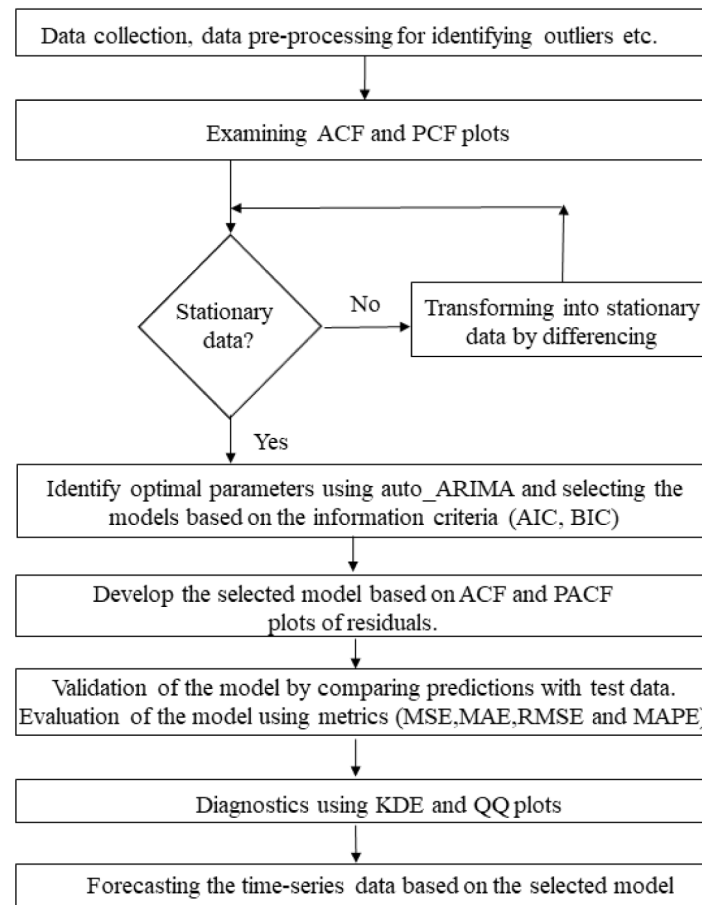 Data collection, data pre-processing for identifying outliers etc.
Examining ACF and PCF plots
Stationary
data?
No
Transforming into stationary
data by differencing
Yes
Identify optimal parameters using auto_ARIMA and selecting the
models based on the information criteria (AIC, BIC)
Develop the selected model based on ACF and PACF
plots of residuals.
Validation of the model by comparing predictions with test data.
Evaluation of the model using metrics (MSE,MAE,RMSE and MAPE)
Diagnostics using KDE and QQ plots
Forecasting the time-series data based on the selected model